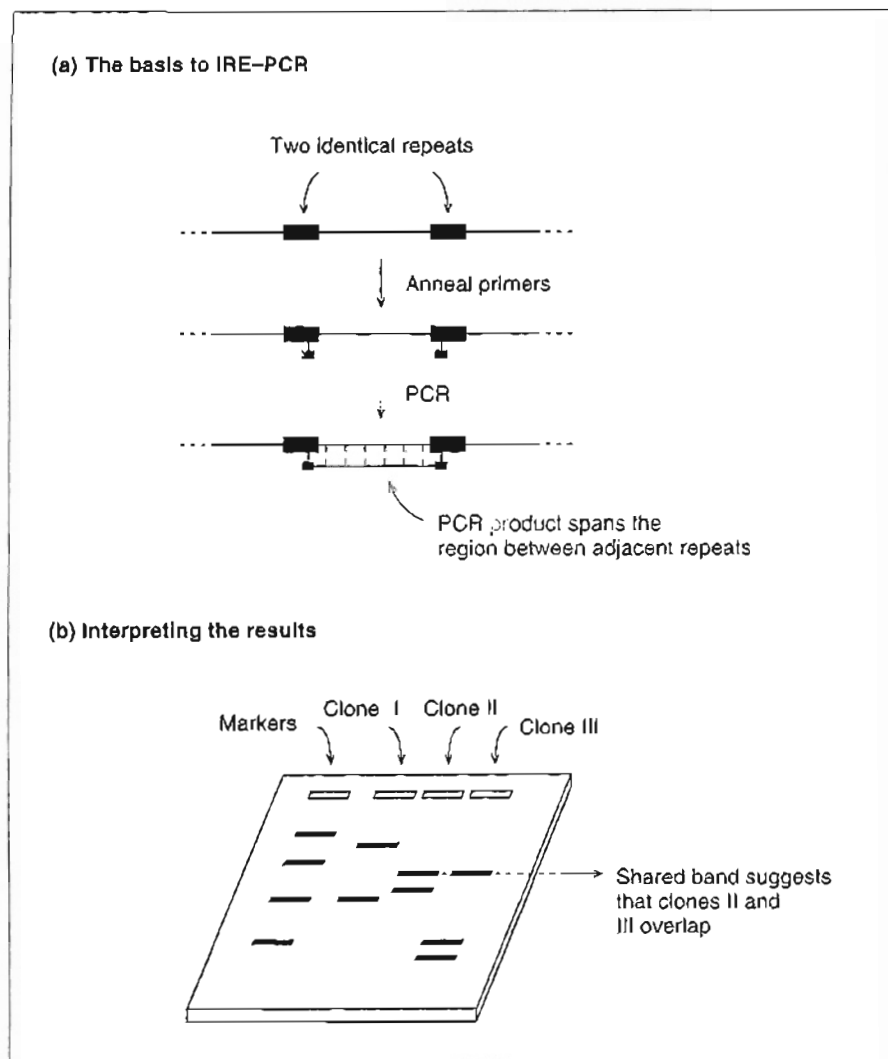 (a) The basis to IRE–PCR
Two identical repeats
Anneal primers
PCR
PCR product spans the
region between adjacent repeats
(b) Interpreting the results
Markers
Clone I
Clone II
Clone III
Shared band suggests
that clones II and
III overlap